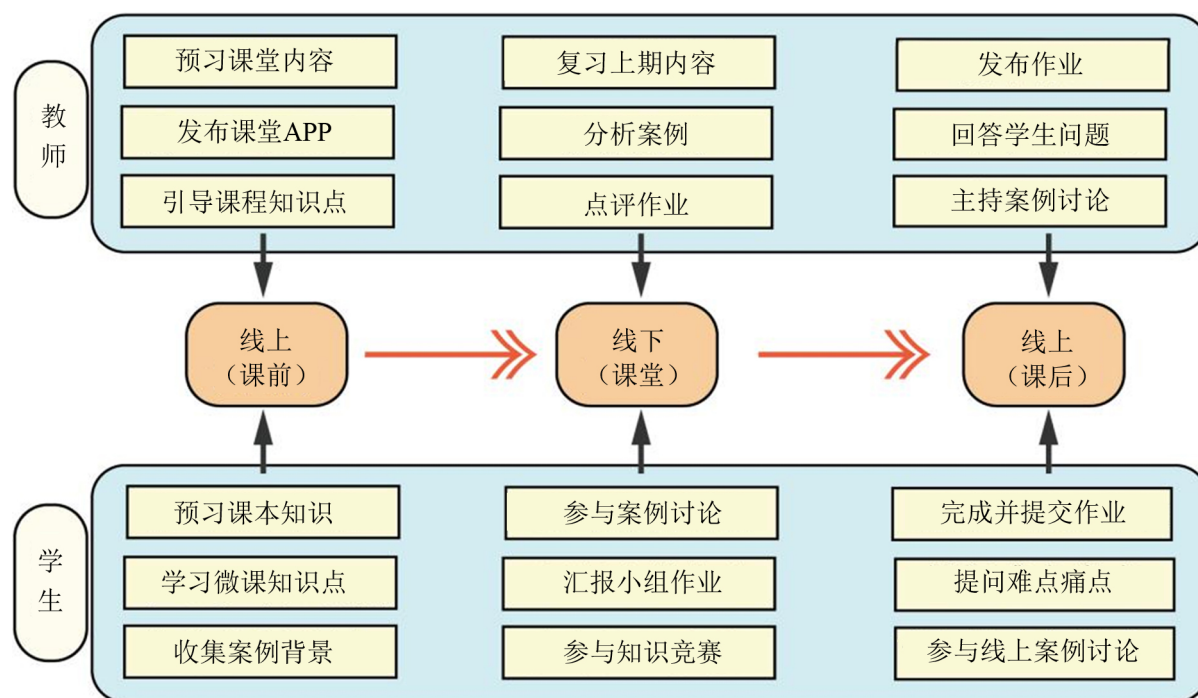 教
师
预习课堂内容
复习上期内容
发布作业
发布课堂APP
分析案例
回答学生问题
引导课程知识点
点评作业
主持案例讨论
线上
（课前）
线下
（课堂）
线上
（课后）
学
生
预习课本知识
参与案例讨论
完成并提交作业
学习微课知识点
汇报小组作业
提问难点痛点
收集案例背景
参与知识竞赛
参与线上案例讨论